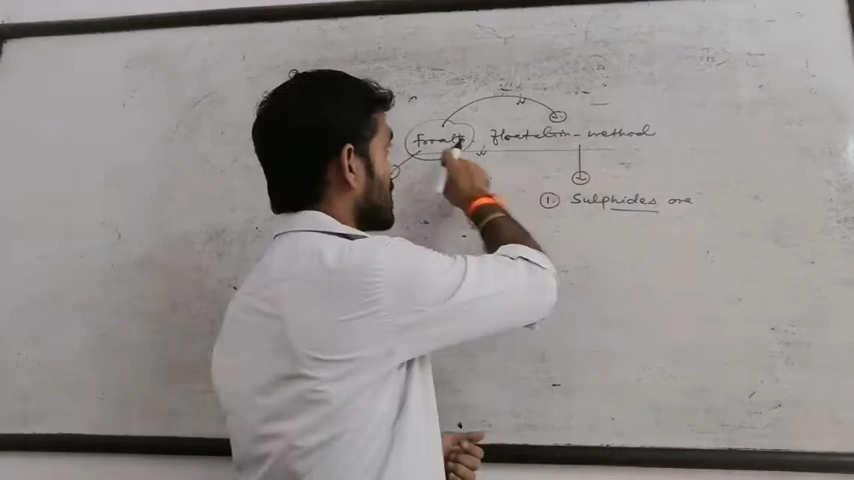 Froath Floatation - method
1. Sulphides ore